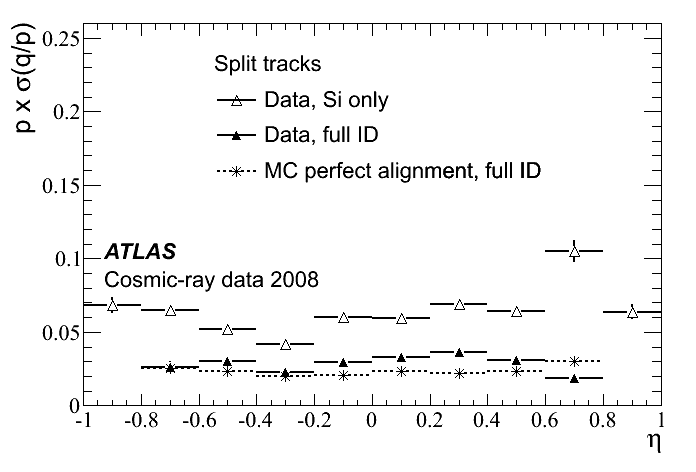 p x σ(q/p)
0.25
0.2
0.15
0.1
0.05
0
Split tracks
Data, Si only
Data, full ID
MC perfect alignment, full ID
ATLAS
Cosmic-ray data 2008
-1 -0.8 -0.6 -0.4 -0.2 0 0.2 0.4 0.6 0.8 1
η